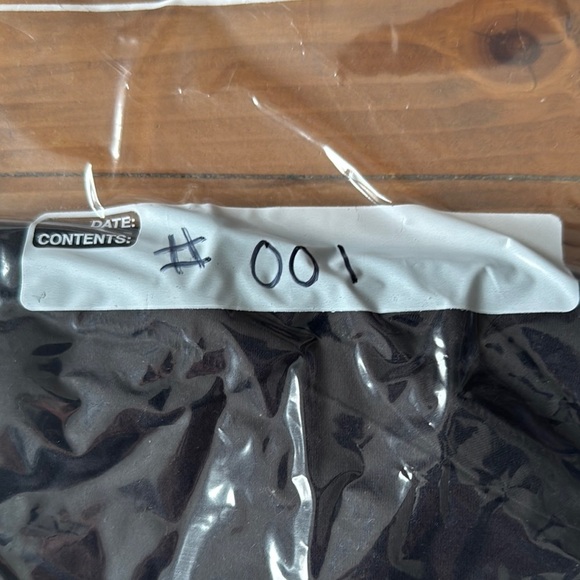 DATE:
CONTENTS:
# 001